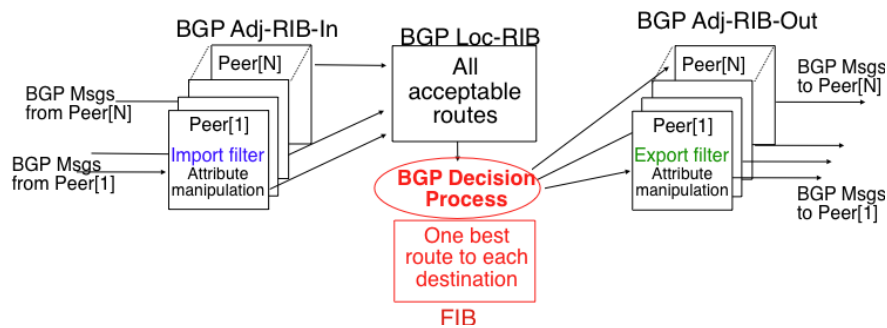 BGP Adj-RIB-In
BGP Loc-RIB
BGP Adj-RIB-Out
Peer[N]
BGP Msgs
from Peer[N]
Peer[1]
Import filter
Attribute
manipulation
BGP Msgs
from Peer[1]
All
acceptable
routes
BGP Decision
Process
One best
route to each
destination
FIB
Peer[N]
Peer[1]
Export filter
Attribute
manipulation
BGP Msgs
to Peer[N]
BGP Msgs
to Peer[1]